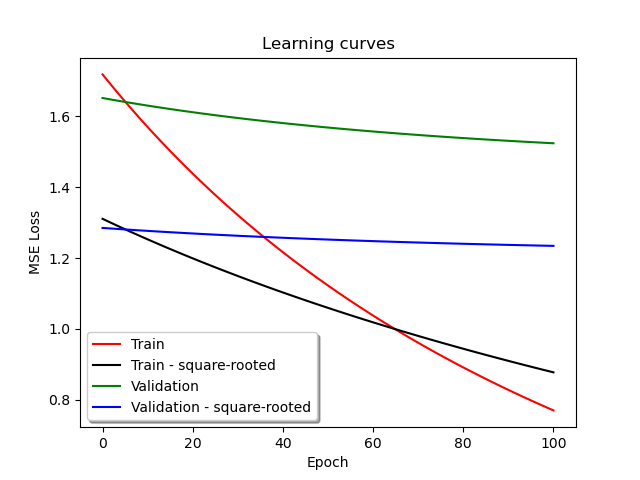 Learning curves
MSE Loss
1.6
1.4
1.2
1.0
0.8
Train
Train - square-rooted
Validation
Validation - square-rooted
0 20 40 60 80 100
Epoch